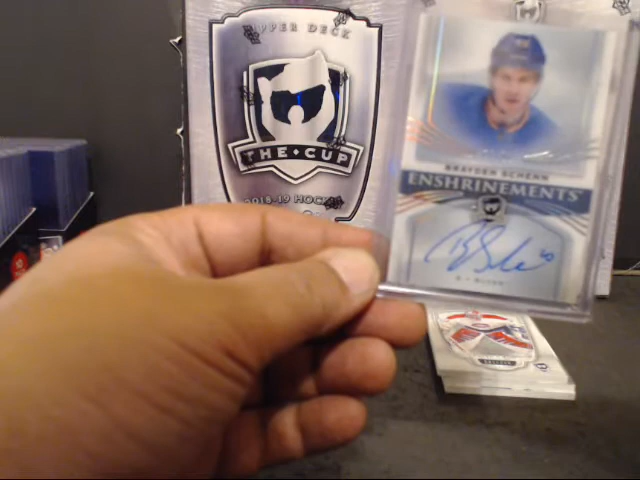 UPPER DECK
THE CUP
2018-19 HOCKEY
BRAYDEN SCHENN
ENSHRINEMENTS